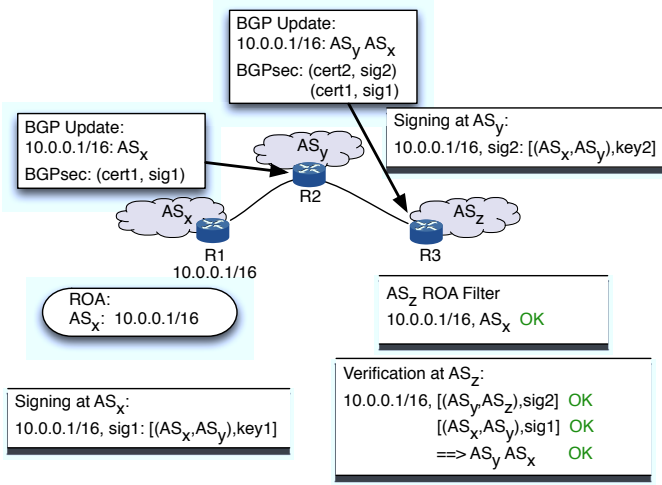 BGP Update:
10.0.0.1/16: ASy ASx
BGPsec: (cert2, sig2)
(cert1, sig1)
BGP Update:
10.0.0.1/16: ASx
BGPsec: (cert1, sig1)
Signing at ASy:
10.0.0.1/16, sig2: [(ASx,ASy),key2]
ASy
R2
ASx
R1
10.0.0.1/16
ASz
R3
ROA:
ASx: 10.0.0.1/16
ASz ROA Filter
10.0.0.1/16, ASx OK
Signing at ASx:
10.0.0.1/16, sig1: [(ASx,ASy),key1]
Verification at ASz:
10.0.0.1/16, [(ASy,ASz),sig2] OK
[(ASx,ASy),sig1] OK
==> ASy ASx OK